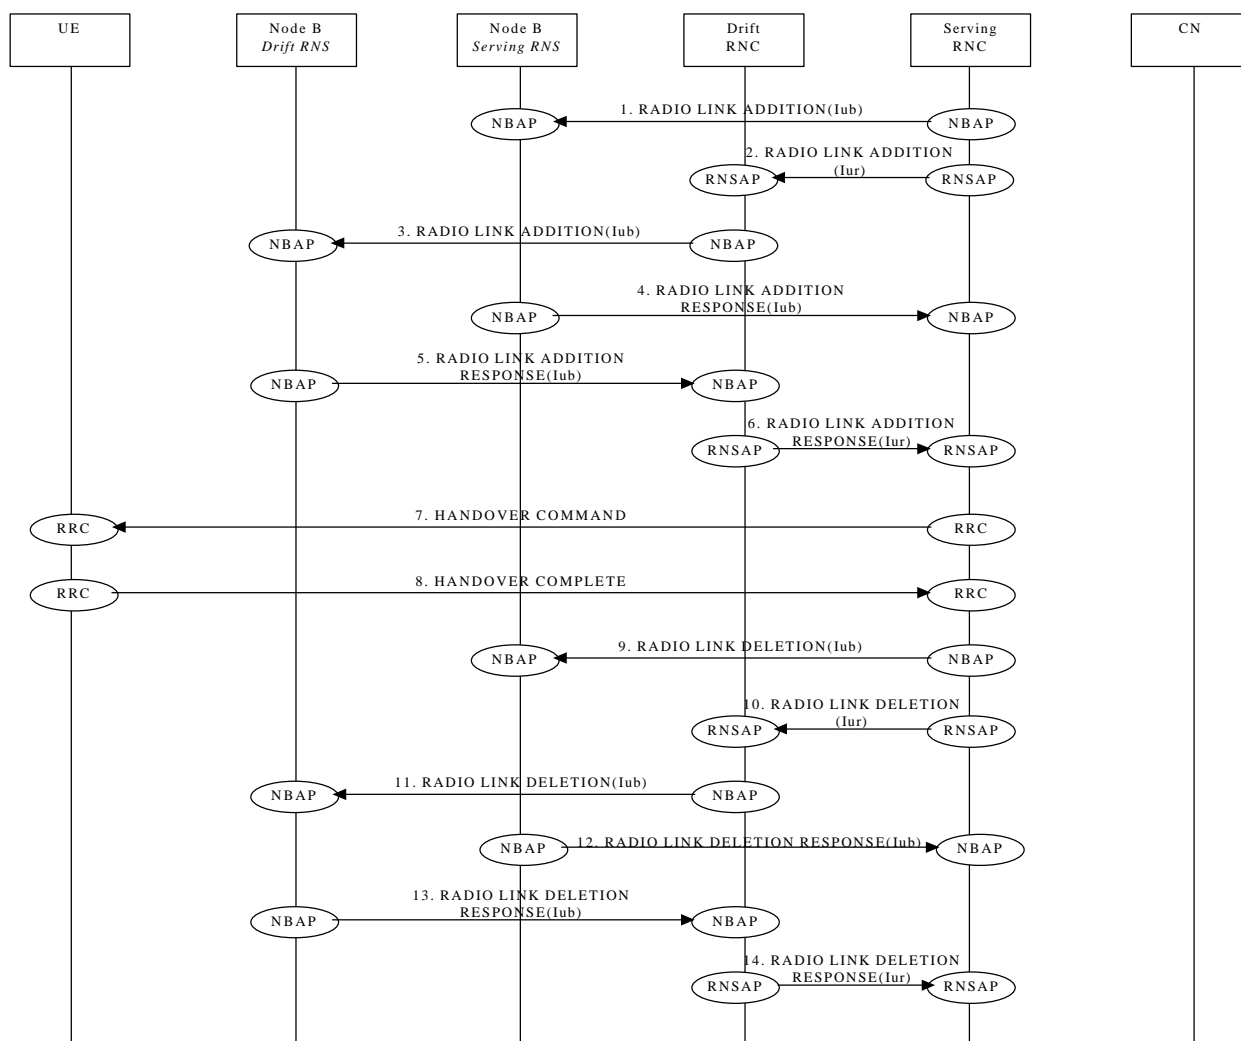 UE
Node B
Drift RNS
Node B
Serving RNS
Drift
RNC
Serving
RNC
CN
1. RADIO LINK ADDITION(Iub)
NBAP
NBAP
2. RADIO LINK ADDITION
(Iur)
RNSAP
RNSAP
3. RADIO LINK ADDITION(Iub)
NBAP
NBAP
4. RADIO LINK ADDITION
RESPONSE(Iub)
NBAP
NBAP
5. RADIO LINK ADDITION
RESPONSE(Iub)
NBAP
NBAP
6. RADIO LINK ADDITION
RESPONSE(Iur)
RNSAP
RNSAP
7. HANDOVER COMMAND
RRC
RRC
8. HANDOVER COMPLETE
RRC
RRC
9. RADIO LINK DELETION(Iub)
NBAP
NBAP
10. RADIO LINK DELETION
(Iur)
RNSAP
RNSAP
11. RADIO LINK DELETION(Iub)
NBAP
NBAP
12. RADIO LINK DELETION RESPONSE(Iub)
NBAP
NBAP
13. RADIO LINK DELETION
RESPONSE(Iub)
NBAP
NBAP
14. RADIO LINK DELETION
RESPONSE(Iur)
RNSAP
RNSAP